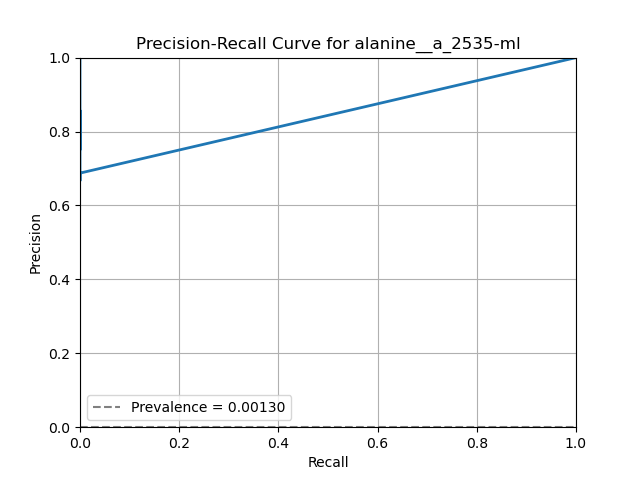 Precision-Recall Curve for alanine__a_2535-ml
1.0
0.8
0.6
0.4
0.2
0.0
Precision
Prevalence = 0.00130
0.0 0.2 0.4 0.6 0.8 1.0
Recall